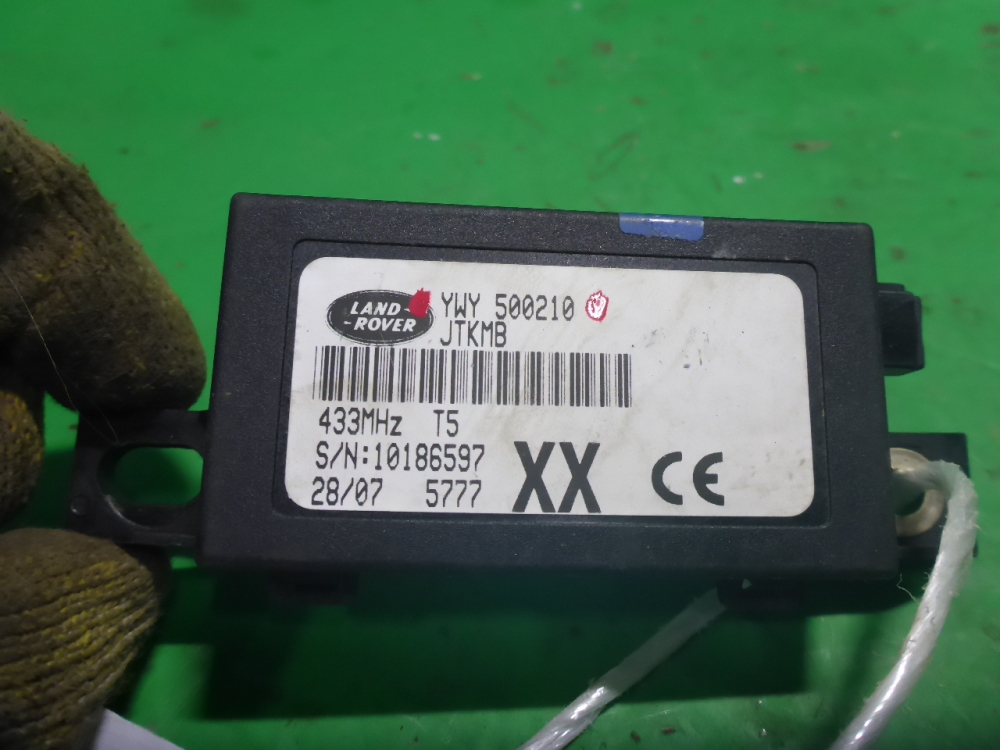 LAND-
-ROVER
YWY 500210
JTKMB
433MHz T5
S/N:10186597
28/07 5777
XX CE